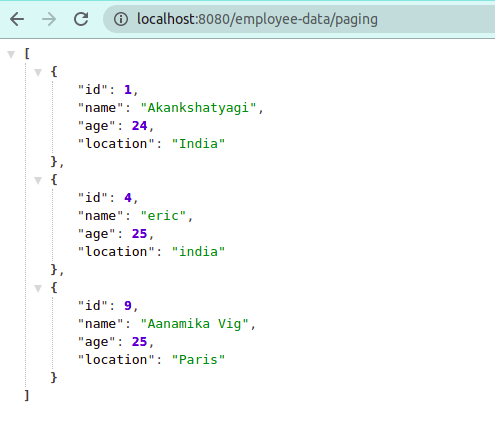 localhost:8080/employee-data/paging
[
{
"id": 1,
"name": "Akankshatyagi",
"age": 24,
"location": "India"
},
{
"id": 4,
"name": "eric",
"age": 25,
"location": "india"
},
{
"id": 9,
"name": "Aanamika Vig",
"age": 25,
"location": "Paris"
}
]